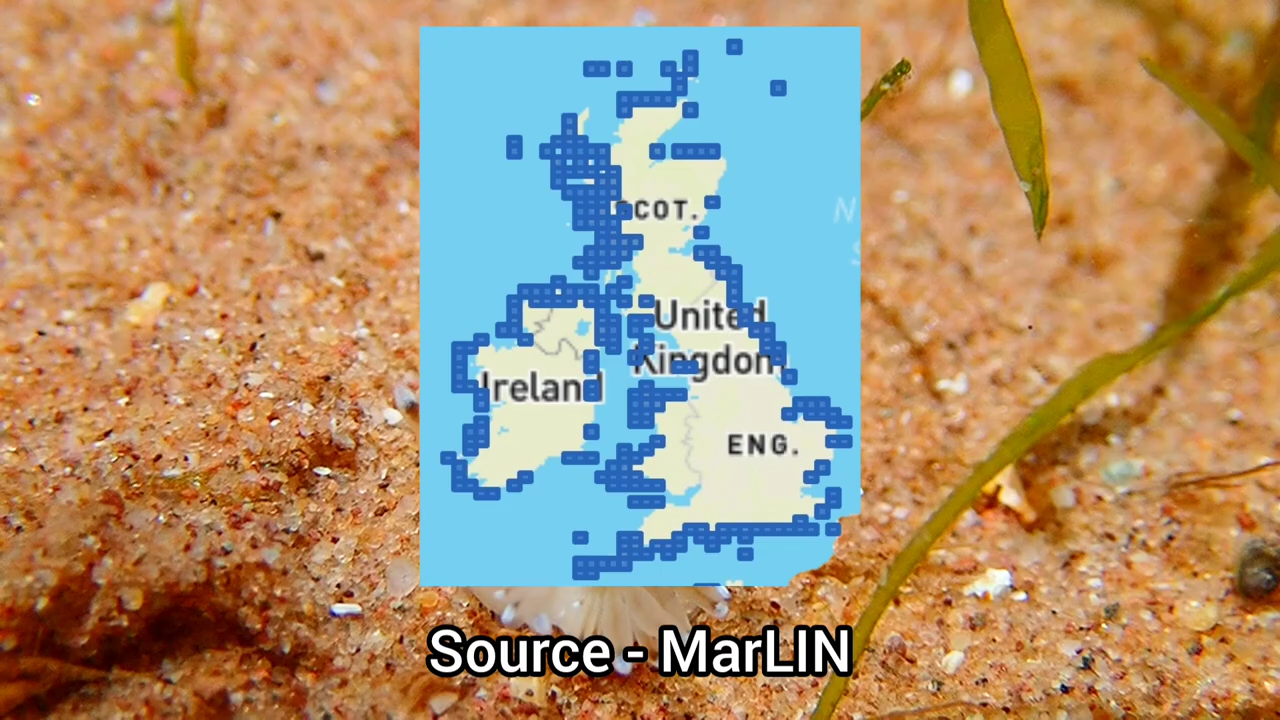 SCOT.
N
S
United
Kingdom
Ireland
ENG.
Source - MarLIN